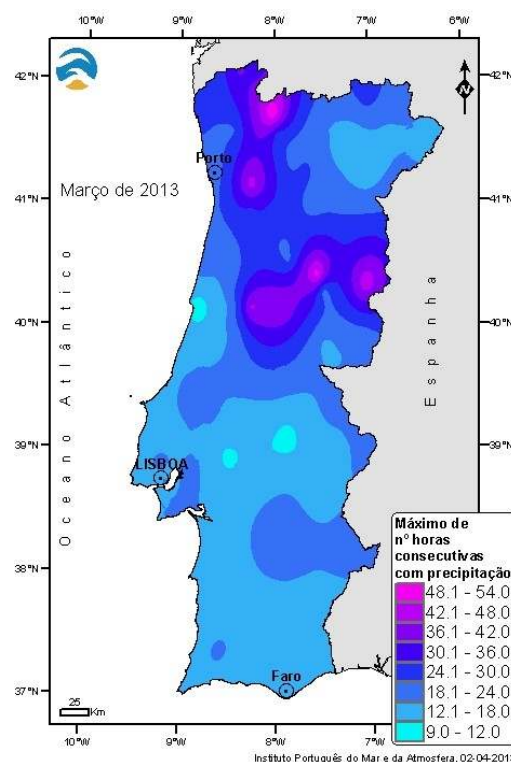 10°W 9°W 8°W 7°W 6°W
42°N 42°N
Porto
41°N 41°N
Março de 2013
Oceano Atlântico
Espanha
40°N 40°N
39°N 39°N
LISBOA
38°N
37°N
Faro
Máximo de
nº horas
consecutivas
com precipitação
48.1 - 54.0
42.1 - 48.0
36.1 - 42.0
30.1 - 36.0
24.1 - 30.0
18.1 - 24.0
12.1 - 18.0
9.0 - 12.0
25
Km
10°W 9°W 8°W 7°W
N
Instituto Português do Mar e da Atmosfera, 02-04-2013